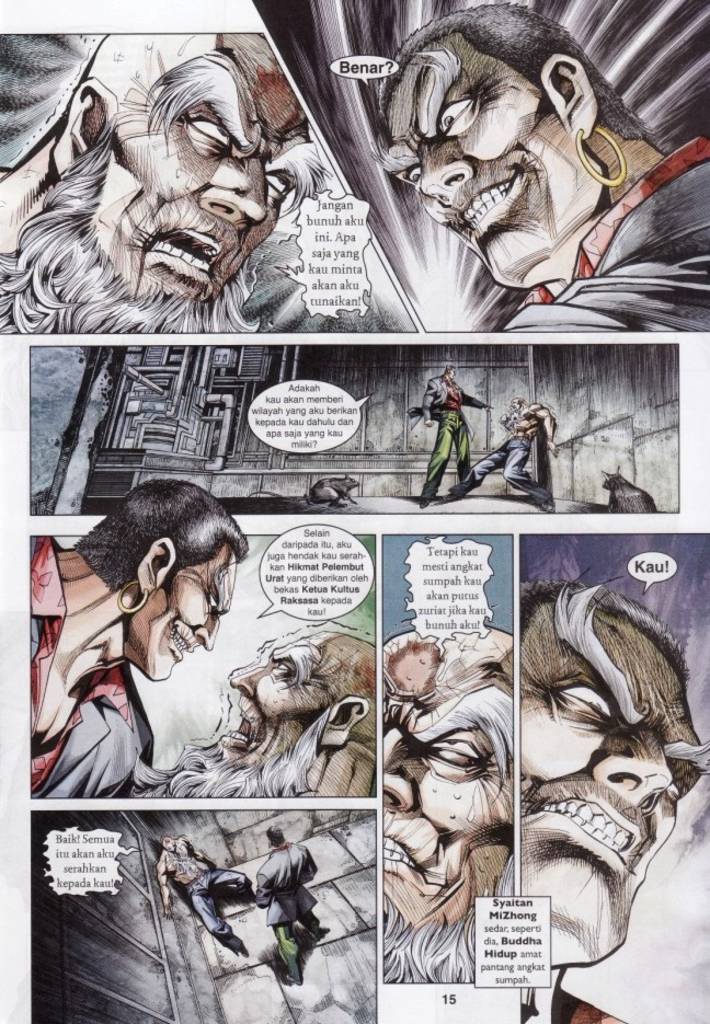 Jangan
bunuh aku
ini. Apa
saja yang
kau minta
akan aku
tunaikan!
Benar?
Adakah
kau akan memberi
wilayah yang aku berikan
kepada kau dahulu dan
apa saja yang kau
miliki?
Selain
daripada itu, aku
juga hendak kau serah-
kan Hikmat Pelembut
Urat yang diberikan oleh
bekas Ketua Kultus
Raksasa kepada
kau!
Tetapi kau
mesti angkat
sumpah kau
akan putus
zuriat jika kau
bunuh aku!
Kau!
Baik! Semua
itu akan aku
serahkan
kepada kau!
Syaitan
MiZhong
sedar, seperti
dia, Buddha
Hidup amat
pantang angkat
sumpah.
15